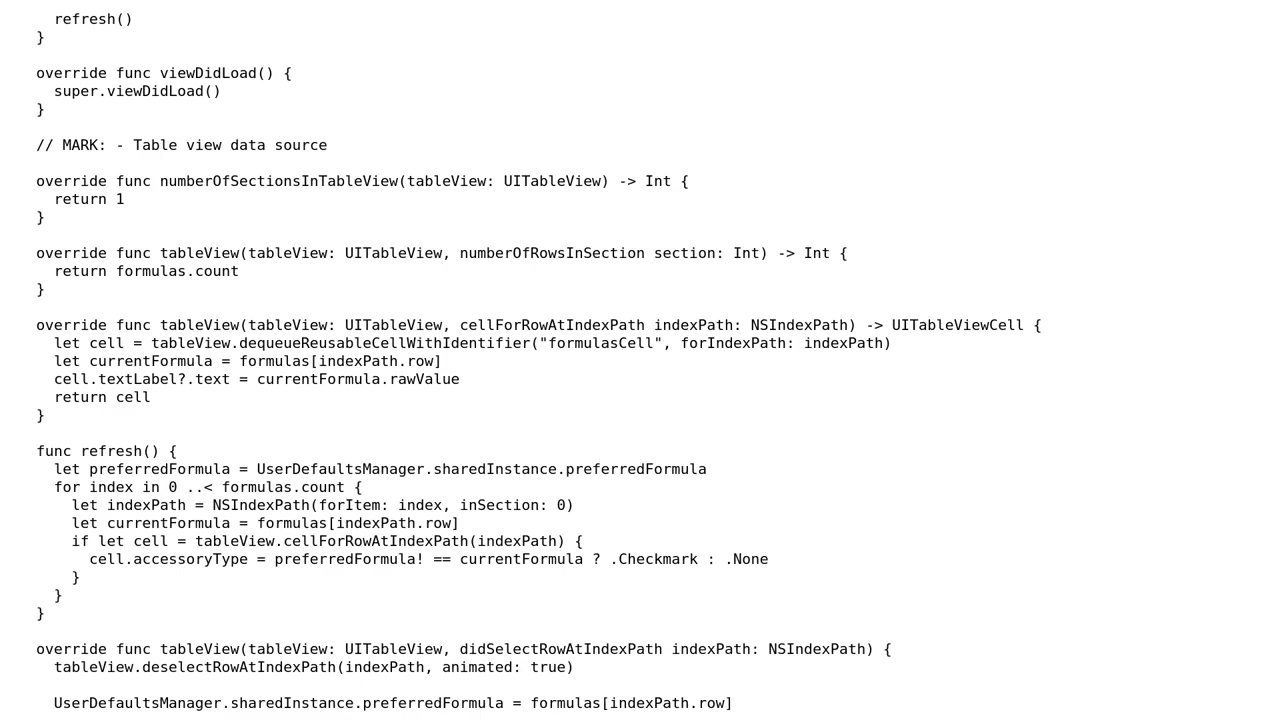 refresh()
}
override func viewDidLoad() {
super.viewDidLoad()
}
// MARK: - Table view data source
override func numberOfSectionsInTableView(tableView: UITableView) -> Int {
return 1
}
override func tableView(tableView: UITableView, numberOfRowsInSection section: Int) -> Int {
return formulas.count
}
override func tableView(tableView: UITableView, cellForRowAtIndexPath indexPath: NSIndexPath) -> UITableViewCell {
let cell = tableView.dequeueReusableCellWithIdentifier("formulasCell", forIndexPath: indexPath)
let currentFormula = formulas[indexPath.row]
cell.textLabel?.text = currentFormula.rawValue
return cell
}
func refresh() {
let preferredFormula = UserDefaultsManager.sharedInstance.preferredFormula
for index in 0 ..< formulas.count {
let indexPath = NSIndexPath(forItem: index, inSection: 0)
let currentFormula = formulas[indexPath.row]
if let cell = tableView.cellForRowAtIndexPath(indexPath) {
cell.accessoryType = preferredFormula! == currentFormula ? .Checkmark : .None
}
}
}
override func tableView(tableView: UITableView, didSelectRowAtIndexPath indexPath: NSIndexPath) {
tableView.deselectRowAtIndexPath(indexPath, animated: true)
UserDefaultsManager.sharedInstance.preferredFormula = formulas[indexPath.row]